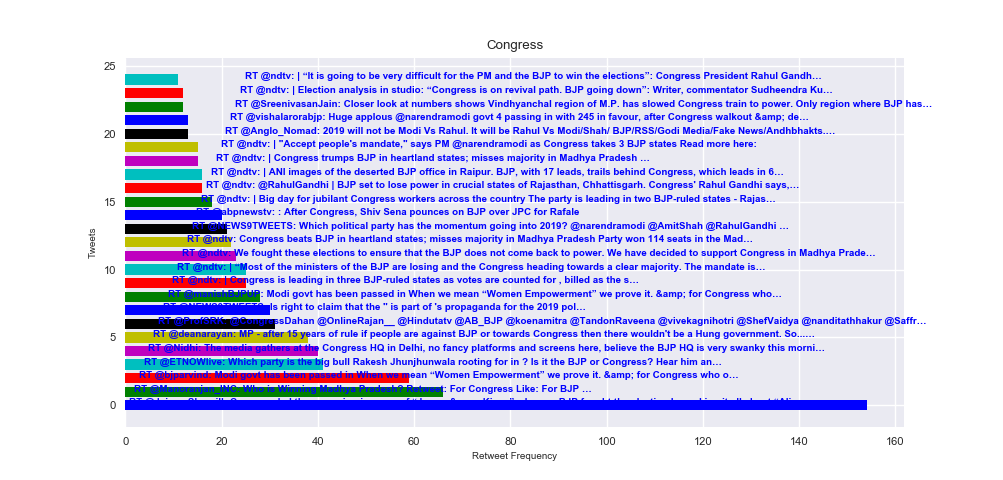 Congress
25
RT @ndtv: | “It is going to be very difficult for the PM and the BJP to win the elections”: Congress President Rahul Gandh…
RT @ndtv: | Election analysis in studio: “Congress is on revival path. BJP going down”: Writer, commentator Sudheendra Ku…
RT @SreenivasanJain: Closer look at numbers shows Vindhyanchal region of M.P. has slowed Congress train to power. Only region where BJP has…
RT @vishalarorabjp: Huge applous @narendramodi govt 4 passing in with 245 in favour, after Congress walkout &amp; de…
20
RT @Anglo_Nomad: 2019 will not be Modi Vs Rahul. It will be Rahul Vs Modi/Shah/ BJP/RSS/Godi Media/Fake News/Andhbhakts.…
RT @ndtv: | "Accept people's mandate," says PM @narendramodi as Congress takes 3 BJP states Read more here:
RT @ndtv: | Congress trumps BJP in heartland states; misses majority in Madhya Pradesh …
RT @ndtv: | ANI images of the deserted BJP office in Raipur. BJP, with 17 leads, trails behind Congress, which leads in 6…
RT @ndtv: @RahulGandhi | BJP set to lose power in crucial states of Rajasthan, Chhattisgarh. Congress' Rahul Gandhi says,…
15
RT @ndtv: | Big day for jubilant Congress workers across the country The party is leading in two BJP-ruled states - Rajas…
RT @abpnewstv: : After Congress, Shiv Sena pounces on BJP over JPC for Rafale
RT @NEWS9TWEETS: Which political party has the momentum going into 2019? @narendramodi @AmitShah @RahulGandhi …
RT @ndtv: Congress beats BJP in heartland states; misses majority in Madhya Pradesh Party won 114 seats in the Mad…
RT @ndtv: We fought these elections to ensure that the BJP does not come back to power. We have decided to support Congress in Madhya Prade…
10
RT @ndtv: | “Most of the ministers of the BJP are losing and the Congress heading towards a clear majority. The mandate is…
RT @ndtv: | Congress is leading in three BJP-ruled states as votes are counted for , billed as the s…
RT @manishBJPUP: Modi govt has been passed in When we mean “Women Empowerment” we prove it. &amp; for Congress who…
RT @NEWS9TWEETS: Is right to claim that the " is part of 's propaganda for the 2019 pol…
@CongressDahan @OnlineRajan__ @Hindutatv @AB_BJP @koenamitra @TandonRaveena @vivekagnihotri @ShefVaidya @nanditathhakur @Saffr…
5
RT @deanarayan: MP - after 15 years of rule if people are against BJP or towards Congress then there wouldn't be a Hung government. So.…..
RT @Nidhi: The media gathers at the Congress HQ in Delhi, no fancy platforms and screens here, believe the BJP HQ is very swanky this morni…
RT @ETNOWlive: Which party is the big bull Rakesh Jhunjhunwala rooting for in ? Is it the BJP or Congress? Hear him an…
RT @bjparvind: Modi govt has been passed in When we mean “Women Empowerment” we prove it. &amp; for Congress who o…
RT @Manoranjan_INC: Who is Winning Madhya Pradesh? Retweet: For Congress Like: For BJP …
0
0 20 40 60 80 100 120 140 160
Tweets
Retweet Frequency